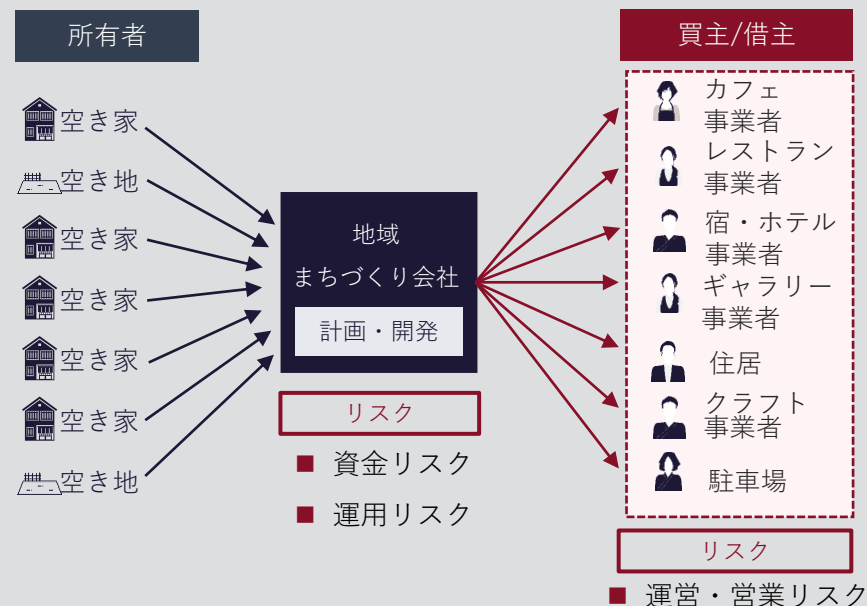 所有者
空き家
空き地
空き家
空き家
空き家
空き家
空き地
地域
まちづくり会社
計画・開発
リスク
■ 資金リスク
■ 運用リスク
買主/借主
カフェ
事業者
レストラン
事業者
宿・ホテル
事業者
ギャラリー
事業者
住居
クラフト
事業者
駐車場
リスク
■ 運営・営業リスク